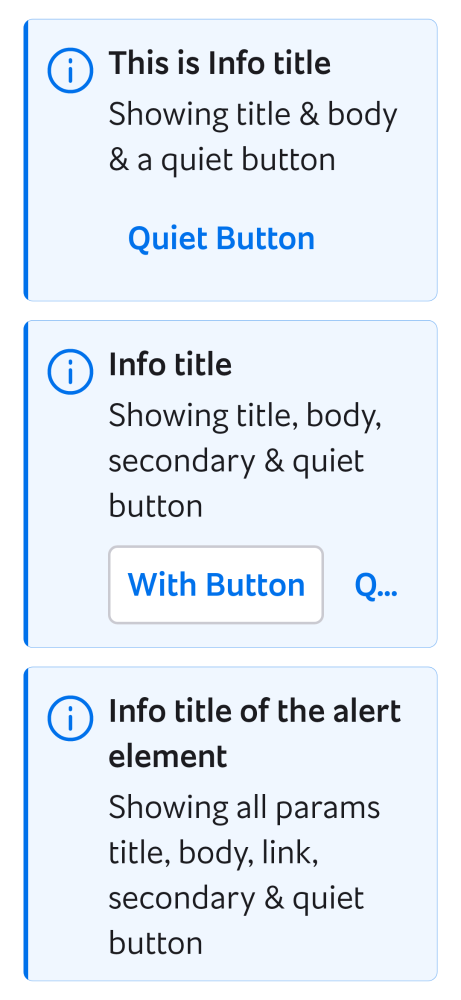 This is Info title
Showing title & body
& a quiet button
Quiet Button
Info title
Showing title, body,
secondary & quiet
button
With Button
Q...
Info title of the alert
element
Showing all params
title, body, link,
secondary & quiet
button